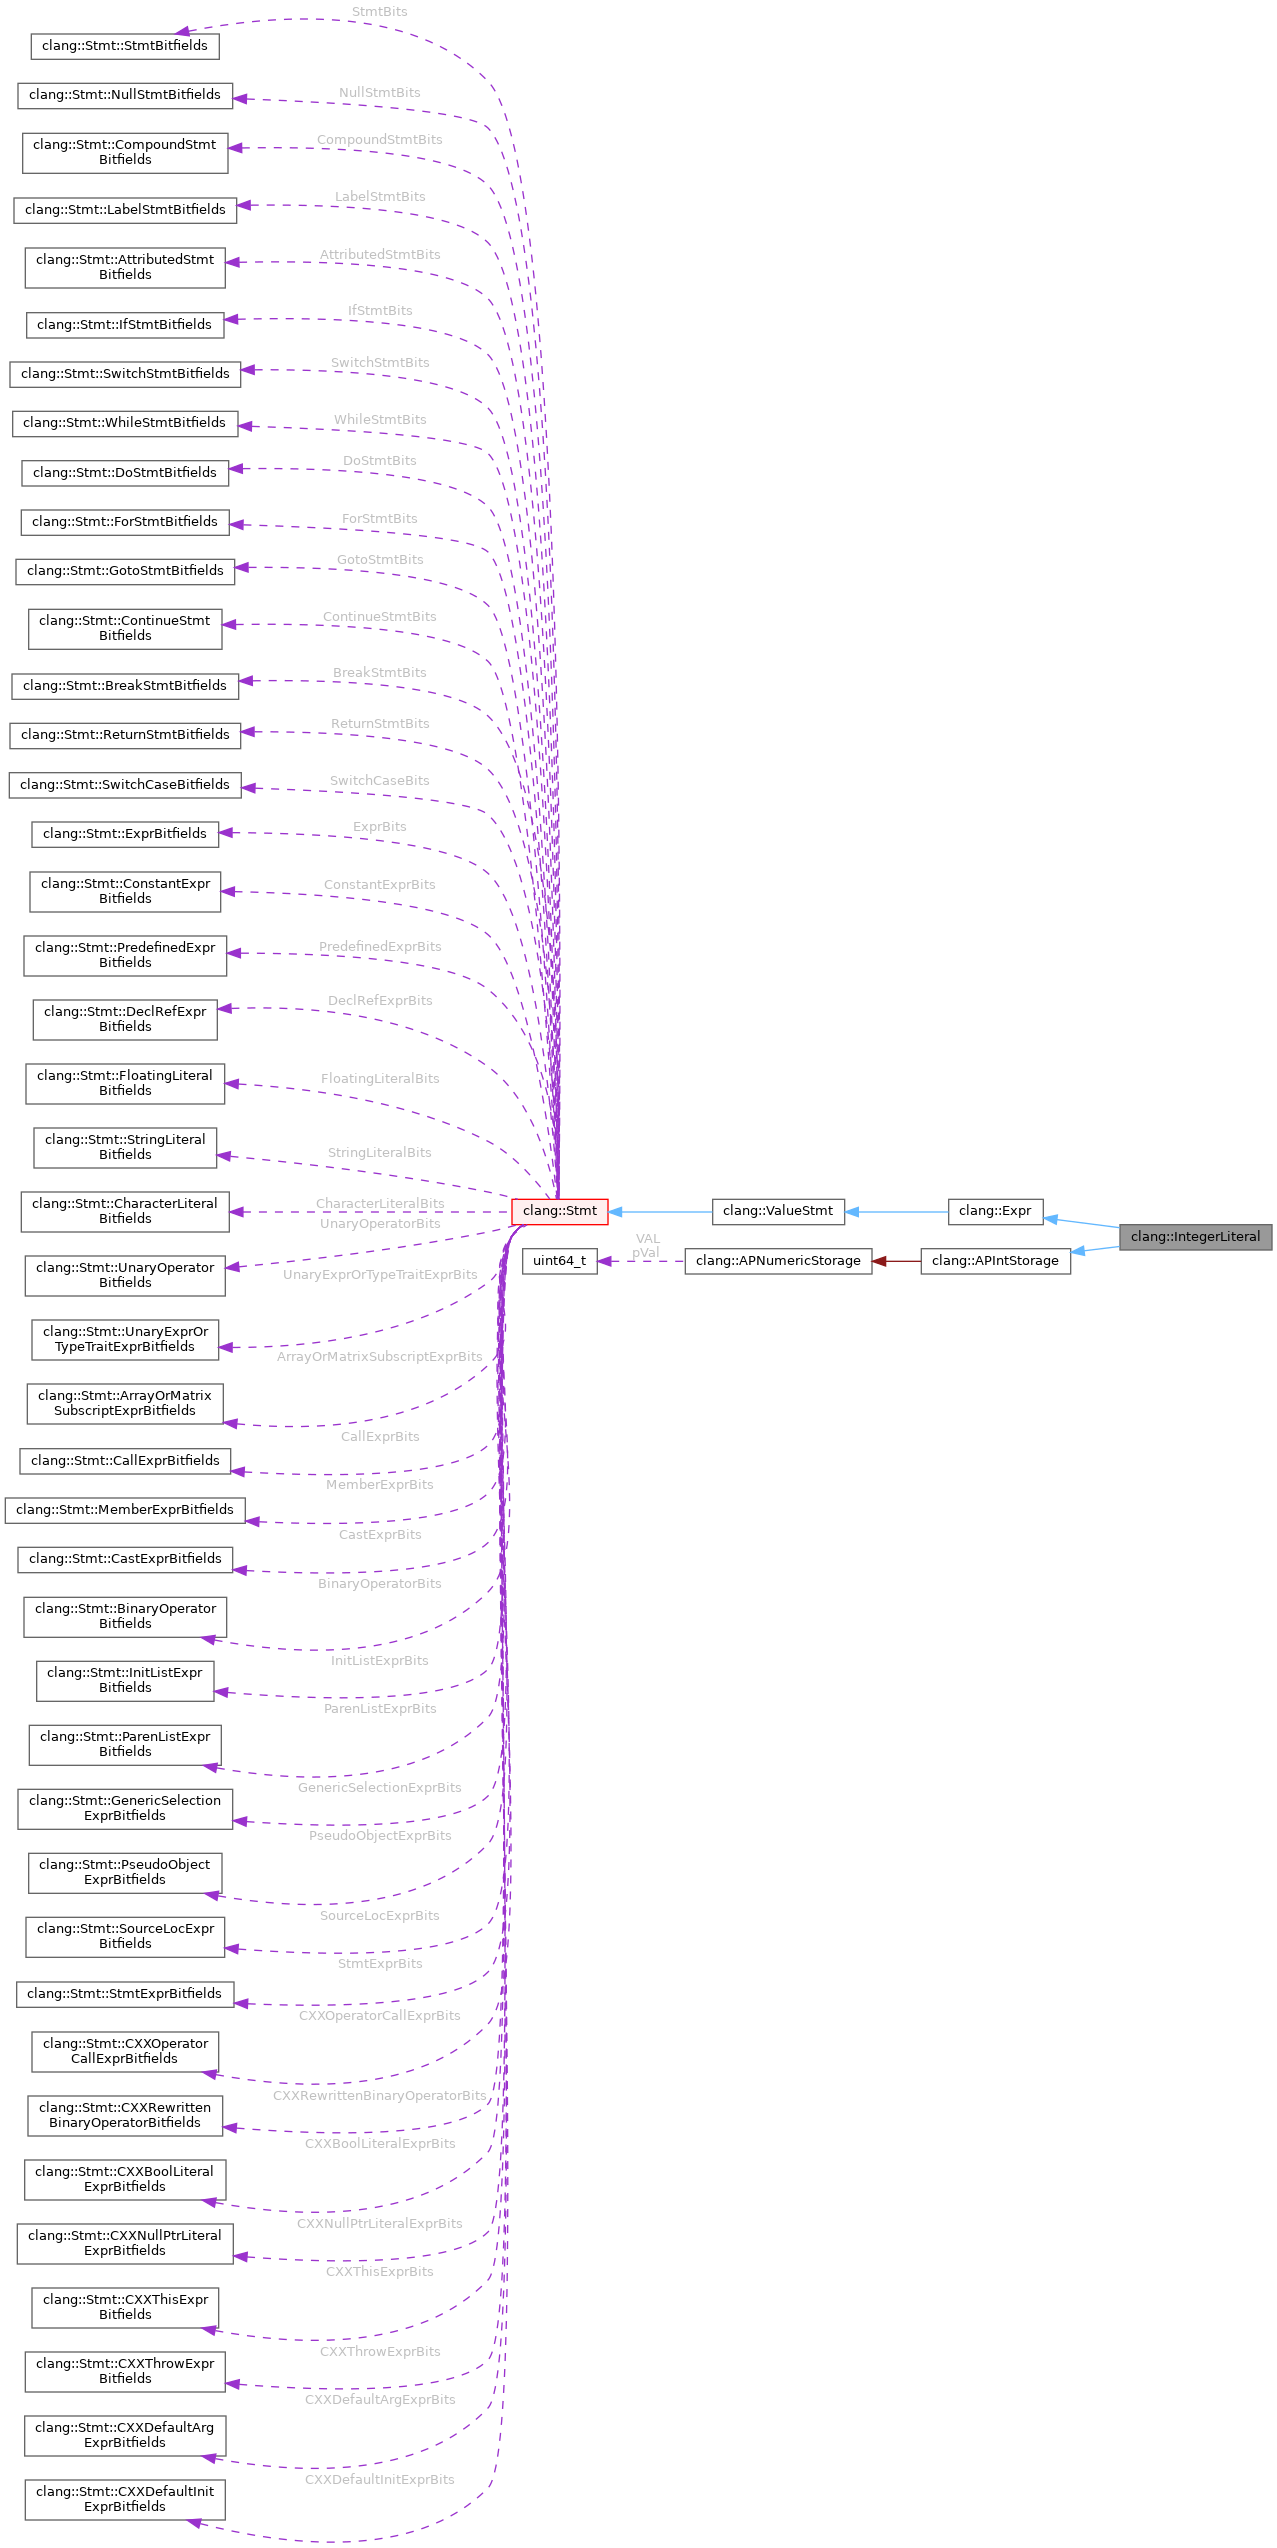 StmtBits
clang::Stmt::StmtBitfields
NullStmtBits
clang::Stmt::NullStmtBitfields
CompoundStmtBits
clang::Stmt::CompoundStmt
Bitfields
LabelStmtBits
clang::Stmt::LabelStmtBitfields
AttributedStmtBits
clang::Stmt::AttributedStmt
Bitfields
IfStmtBits
clang::Stmt::IfStmtBitfields
SwitchStmtBits
clang::Stmt::SwitchStmtBitfields
WhileStmtBits
clang::Stmt::WhileStmtBitfields
DoStmtBits
clang::Stmt::DoStmtBitfields
ForStmtBits
clang::Stmt::ForStmtBitfields
GotoStmtBits
clang::Stmt::GotoStmtBitfields
ContinueStmtBits
clang::Stmt::ContinueStmt
Bitfields
BreakStmtBits
clang::Stmt::BreakStmtBitfields
ReturnStmtBits
clang::Stmt::ReturnStmtBitfields
SwitchCaseBits
clang::Stmt::SwitchCaseBitfields
ExprBits
clang::Stmt::ExprBitfields
ConstantExprBits
clang::Stmt::ConstantExpr
Bitfields
PredefinedExprBits
clang::Stmt::PredefinedExpr
Bitfields
DeclRefExprBits
clang::Stmt::DeclRefExpr
Bitfields
FloatingLiteralBits
clang::Stmt::FloatingLiteral
Bitfields
StringLiteralBits
clang::Stmt::StringLiteral
Bitfields
CharacterLiteralBits
clang::Stmt::CharacterLiteral
Bitfields
clang::Stmt
clang::ValueStmt
clang::Expr
clang::IntegerLiteral
UnaryOperatorBits
VAL
pVal
uint64_t
clang::APNumericStorage
clang::APIntStorage
clang::Stmt::UnaryOperator
Bitfields
UnaryExprOrTypeTraitExprBits
clang::Stmt::UnaryExprOr
TypeTraitExprBitfields
ArrayOrMatrixSubscriptExprBits
clang::Stmt::ArrayOrMatrix
SubscriptExprBitfields
CallExprBits
clang::Stmt::CallExprBitfields
MemberExprBits
clang::Stmt::MemberExprBitfields
CastExprBits
clang::Stmt::CastExprBitfields
BinaryOperatorBits
clang::Stmt::BinaryOperator
Bitfields
InitListExprBits
clang::Stmt::InitListExpr
Bitfields
ParenListExprBits
clang::Stmt::ParenListExpr
Bitfields
GenericSelectionExprBits
clang::Stmt::GenericSelection
ExprBitfields
PseudoObjectExprBits
clang::Stmt::PseudoObject
ExprBitfields
SourceLocExprBits
clang::Stmt::SourceLocExpr
Bitfields
StmtExprBits
clang::Stmt::StmtExprBitfields
CXXOperatorCallExprBits
clang::Stmt::CXXOperator
CallExprBitfields
CXXRewrittenBinaryOperatorBits
clang::Stmt::CXXRewritten
BinaryOperatorBitfields
CXXBoolLiteralExprBits
clang::Stmt::CXXBoolLiteral
ExprBitfields
CXXNullPtrLiteralExprBits
clang::Stmt::CXXNullPtrLiteral
ExprBitfields
CXXThisExprBits
clang::Stmt::CXXThisExpr
Bitfields
CXXThrowExprBits
clang::Stmt::CXXThrowExpr
Bitfields
CXXDefaultArgExprBits
clang::Stmt::CXXDefaultArg
ExprBitfields
CXXDefaultInitExprBits
clang::Stmt::CXXDefaultInit
ExprBitfields